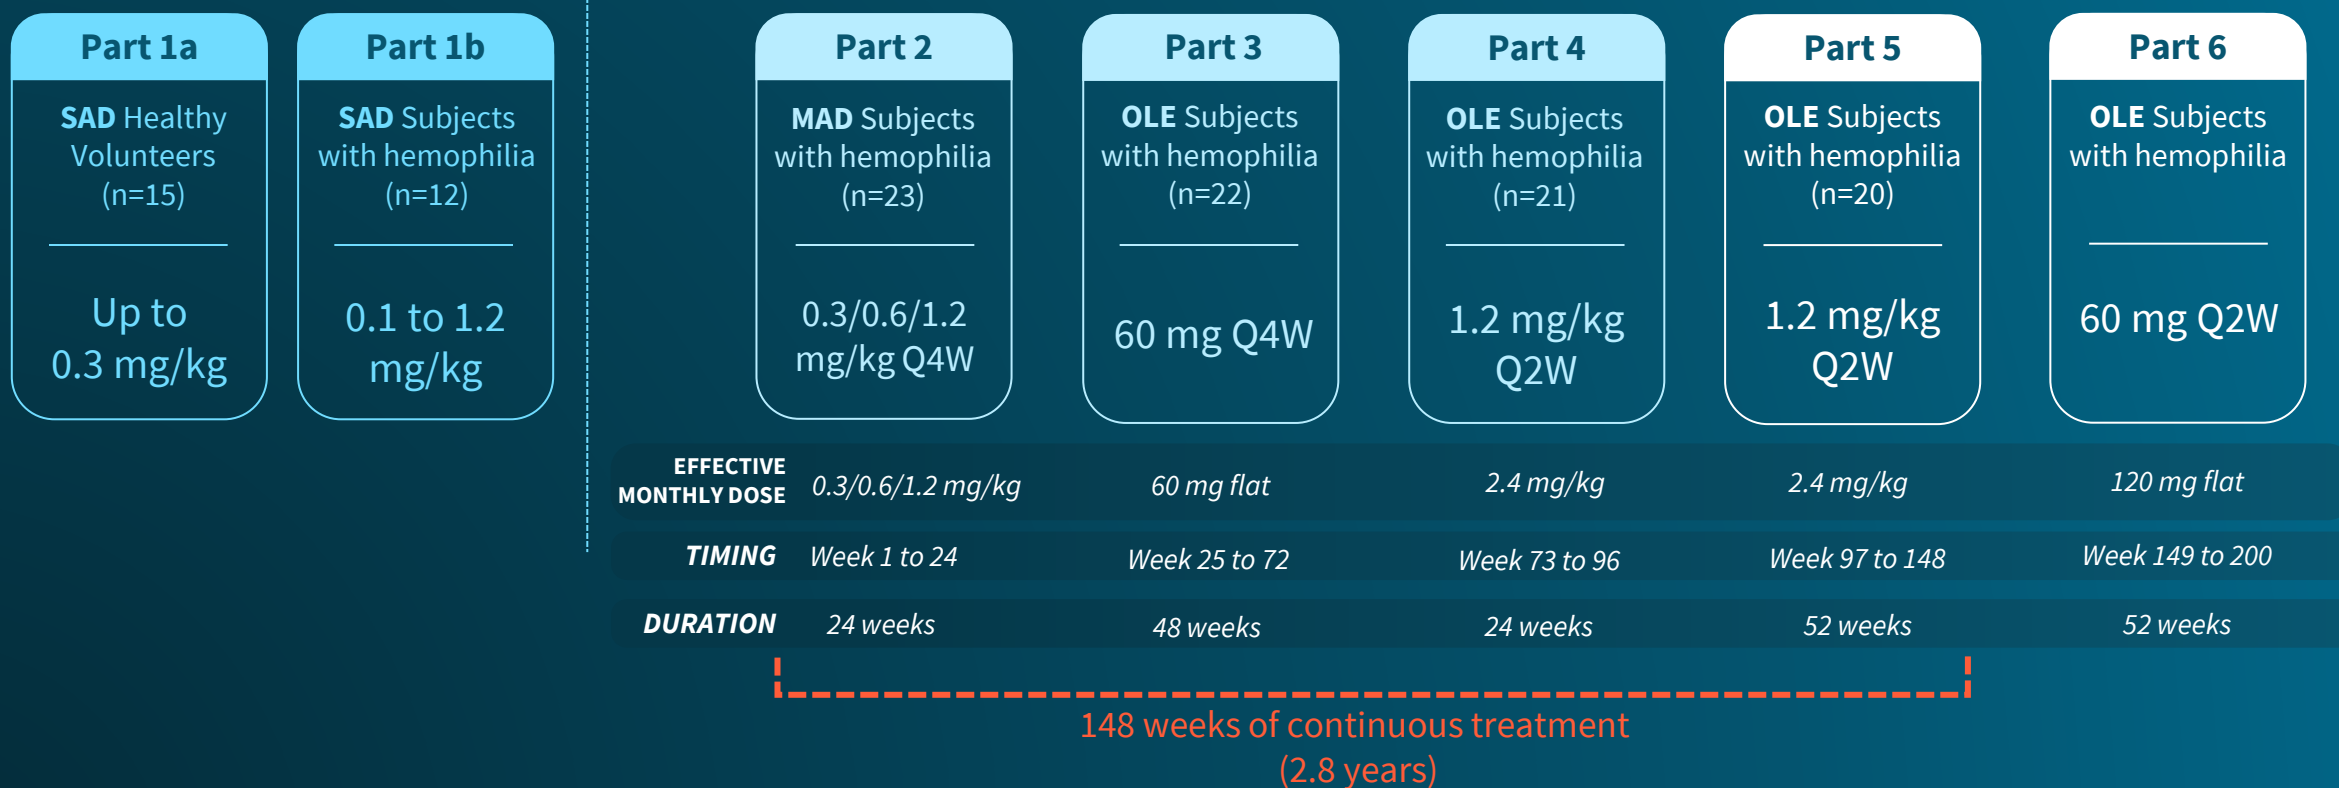 Part 1a
SAD Healthy
Volunteers
(n=15)
Up to
0.3 mg/kg
Part 1b
SAD Subjects
with hemophilia
(n=12)
0.1 to 1.2
mg/kg
Part 2
MAD Subjects
with hemophilia
(n=23)
0.3/0.6/1.2
mg/kg Q4W
Part 3
OLE Subjects
with hemophilia
(n=22)
60 mg Q4W
Part 4
OLE Subjects
with hemophilia
(n=21)
1.2 mg/kg
Q2W
Part 5
OLE Subjects
with hemophilia
(n=20)
1.2 mg/kg
Q2W
Part 6
OLE Subjects
with hemophilia
60 mg Q2W
EFFECTIVE
MONTHLY DOSE
0.3/0.6/1.2 mg/kg
60 mg flat
2.4 mg/kg
2.4 mg/kg
120 mg flat
TIMING
Week 1 to 24
Week 25 to 72
Week 73 to 96
Week 97 to 148
Week 149 to 200
DURATION
24 weeks
48 weeks
24 weeks
52 weeks
52 weeks
148 weeks of continuous treatment
(2.8 years)